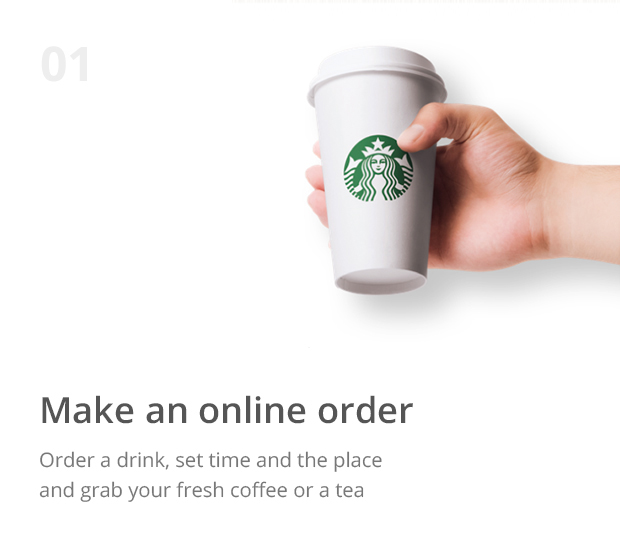 01
Make an online order
Order a drink, set time and the place
and grab your fresh coffee or a tea